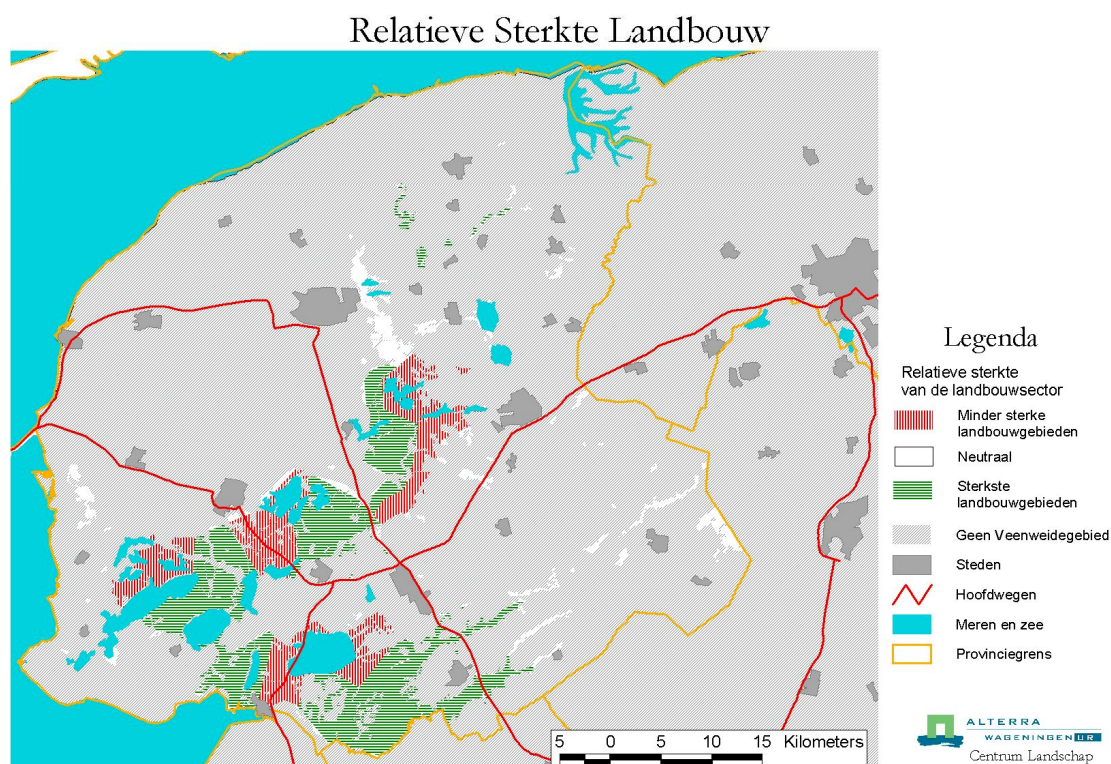 Relatieve Sterkte Landbouw
Legenda
Relatieve sterkte
van de landbouwsector
Minder sterke
landbouwgebieden
Neutraal
Sterkste
landbouwgebieden
Geen Veenweidegebied
Steden
Hoofdwegen
Meren en zee
Provinciegrens
5 0 5 10 15 Kilometers
ALTERRA
WAGENINGEN UR
Centrum Landschap